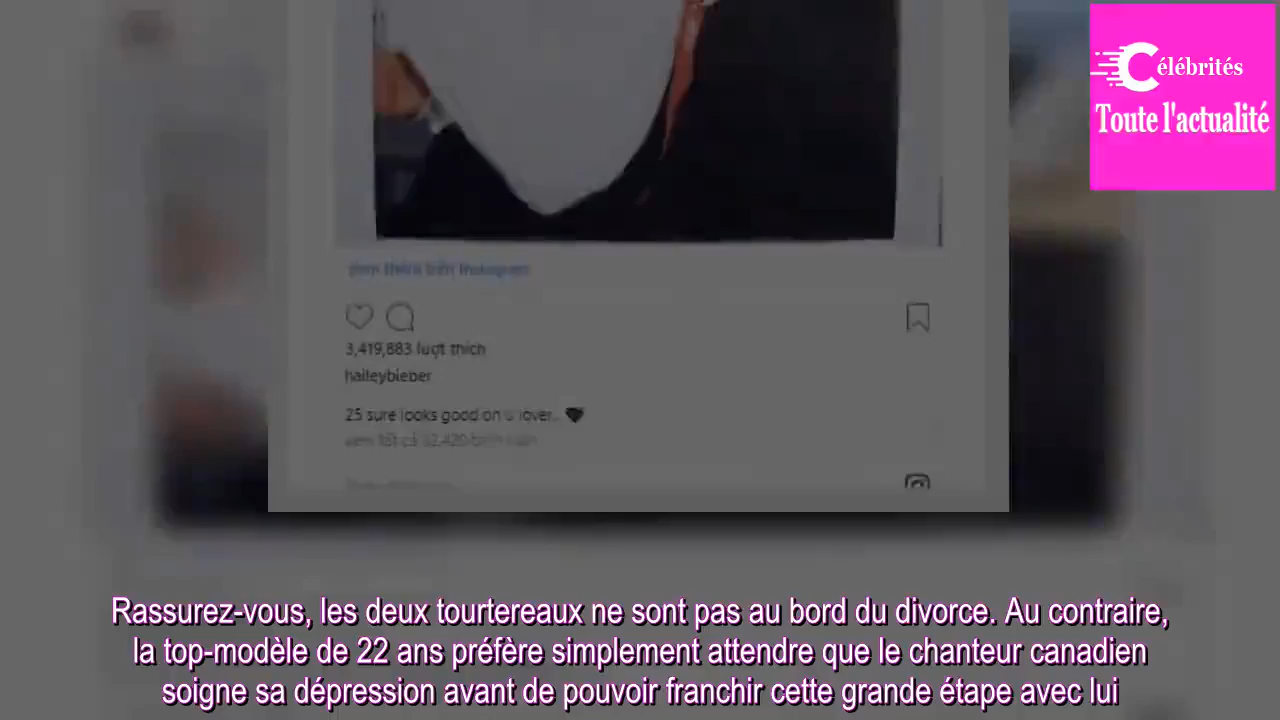 Célébrités
Toute l'actualité
3,419,883 lượt thích
haileybieber
25 sure looks good on u lover..
Rassurez-vous, les deux tourtereaux ne sont pas au bord du divorce. Au contraire,
la top-modèle de 22 ans préfère simplement attendre que le chanteur canadien
soigne sa dépression avant de pouvoir franchir cette grande étape avec lui